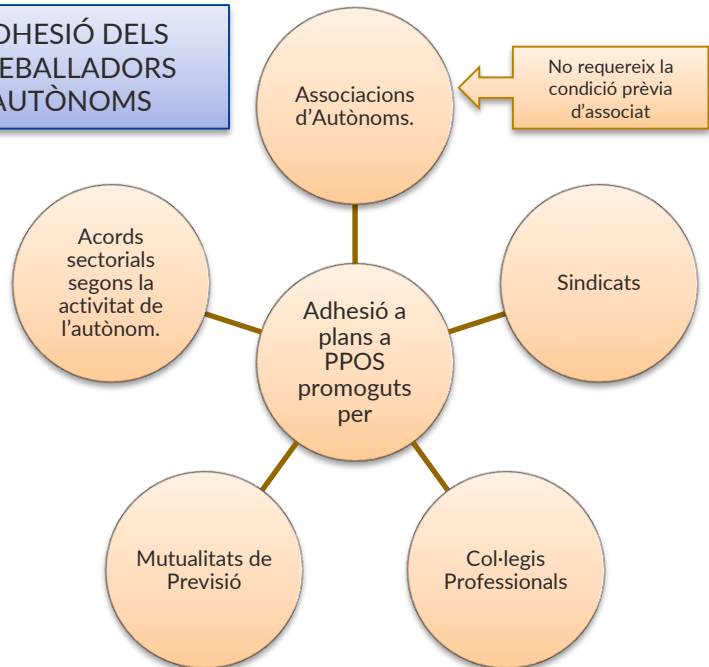 DHESIÓ DELS
EBALLADORS
AUTÒNOMS
Associacions
d'Autònoms.
No requereix la
condició prèvia
d'associat
Acords
sectorials
segons la
activitat de
l'autònom.
Sindicats
Adhesió a
plans a
PPOS
promoguts
per
Mutualitats de
Previsió
Col·legis
Professionals